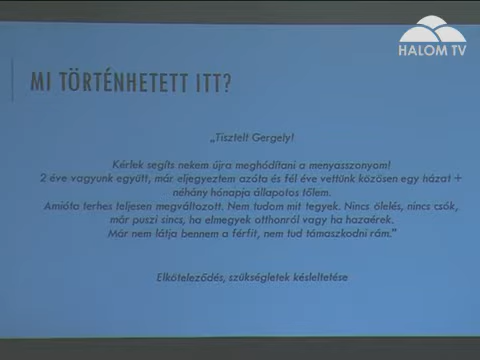 HALOM TV
MI TÖRTÉNHETETT ITT?
„Tisztelt Gergely!
Kérlek segíts nekem újra meghódítani a menyasszonyom!
2 éve vagyunk együtt, már eljegyeztem azóta és fél éve vettünk közösen egy házat +
néhány hónapja állapotos tőlem.
Amióta terhes teljesen megváltozott. Nem tudom mit tegyek. Nincs ölelés, nincs csók,
már puszi sincs, ha elmegyek otthonról vagy ha hazaérek.
Már nem látja bennem a férfit, nem tud támaszkodni rám."
Elköteleződés, szükségletek késleltetése